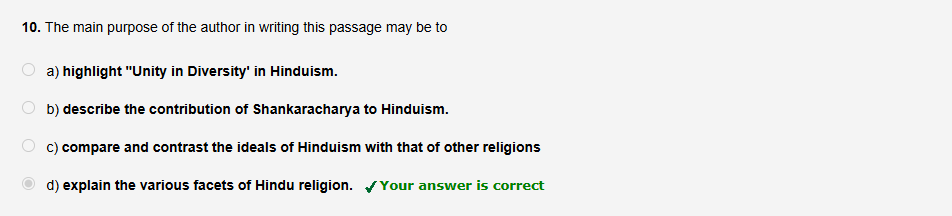 10. The main purpose of the author in writing this passage may be to
a) highlight "Unity in Diversity' in Hinduism.
b) describe the contribution of Shankaracharya to Hinduism.
c) compare and contrast the ideals of Hinduism with that of other religions
d) explain the various facets of Hindu religion. ✓Your answer is correct